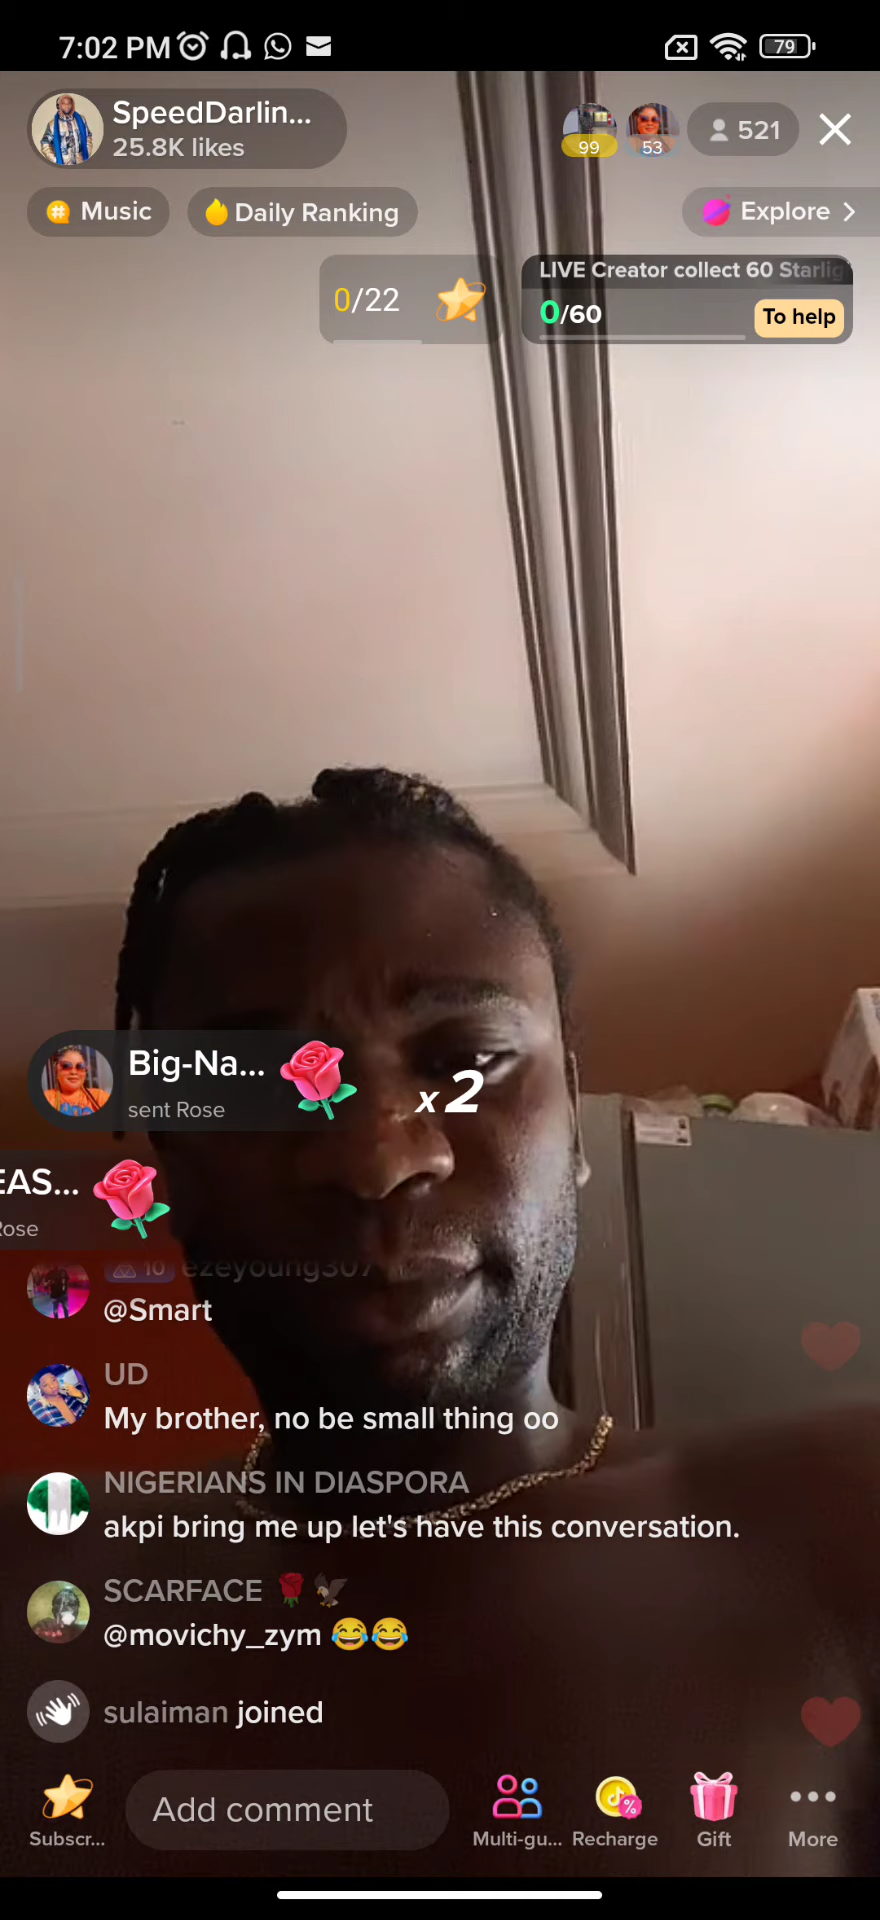 7:02 PM
79
SpeedDarlin...
25.8K likes
99
53
521
Music
Daily Ranking
Explore
0/22
LIVE Creator collect 60 Starlig
0/60
To help
Big-Na...
sent Rose
x2
EAS...
Rose
10 ezeyoung307
@Smart
UD
My brother, no be small thing oo
NIGERIANS IN DIASPORA
akpi bring me up let's have this conversation.
SCARFACE 🌹🦅
@movichy_zym 😂😂
sulaiman joined
Subscr...
Add comment
Multi-gu...
Recharge
Gift
More